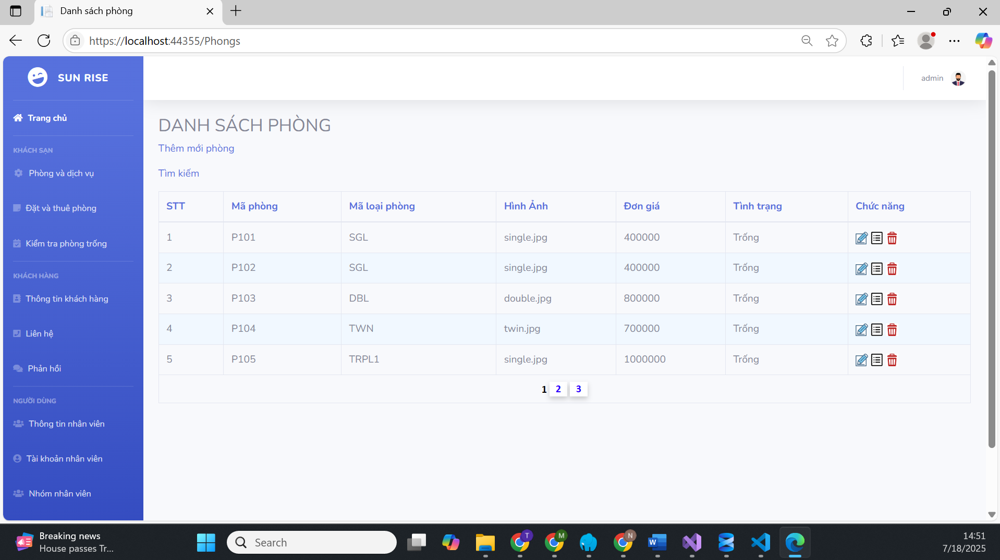 Danh sách phòng
https://localhost:44355/Phongs
SUN RISE
admin
Trang chủ
KHÁCH SẠN
Phòng và dịch vụ
Đặt và thuê phòng
Kiểm tra phòng trống
KHÁCH HÀNG
Thông tin khách hàng
Liên hệ
Phản hồi
NGƯỜI DÙNG
Thông tin nhân viên
Tài khoản nhân viên
Nhóm nhân viên
DANH SÁCH PHÒNG
Thêm mới phòng
Tìm kiếm
STT Mã phòng Mã loại phòng Hình Ảnh Đơn giá Tình trạng Chức năng
1 P101 SGL single.jpg 400000 Trống
2 P102 SGL single.jpg 400000 Trống
3 P103 DBL double.jpg 800000 Trống
4 P104 TWN twin.jpg 700000 Trống
5 P105 TRPL1 single.jpg 1000000 Trống
1 2 3
Breaking news
House passes Tr...
Search
T
M
N
W
14:51
7/18/2025